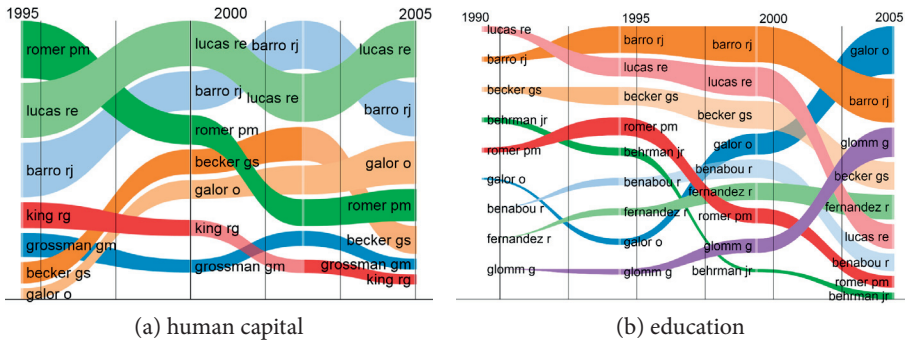 1995 2000 2005
romer pm lucas re barro rj lucas re
lucas re barro rj lucas re barro rj
barro rj romer pm galor o
becker gs
galor o romer pm
king rg king rg becker gs
grossman gm grossman gm grossman gm
becker gs king rg
galor o
(a) human capital
1990 1995 2000 2005
lucas re barro rj barro rj galor o
barro rj lucas re lucas re barro rj
becker gs becker gs becker gs glomm g
behrman jr romer pm galor o becker gs
romer pm behrman jr benabou r fernandez r
galor o benabou r fernandez r lucas re
benabou r fernandez r romer pm benabou r
fernandez r galor o glomm g romer pm
glomm g glomm g behrman jr behrman jr
(b) education